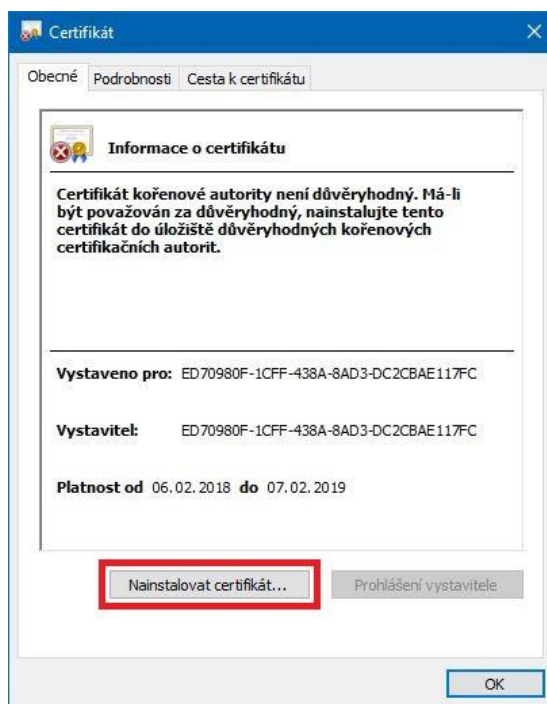 Certifikát
Obecné Podrobnosti Cesta k certifikátu
Informace o certifikátu
Certifikát kořenové autority není důvěryhodný. Má-li
být považován za důvěryhodný, nainstalujte tento
certifikát do úložiště důvěryhodných kořenových
certifikačních autorit.
Vystaveno pro: ED70980F-1CFF-438A-8AD3-DC2CBAE117FC
Vystavitel: ED70980F-1CFF-438A-8AD3-DC2CBAE117FC
Platnost od 06.02.2018 do 07.02.2019
Nainstalovat certifikát... Prohlášení vystavitele
OK